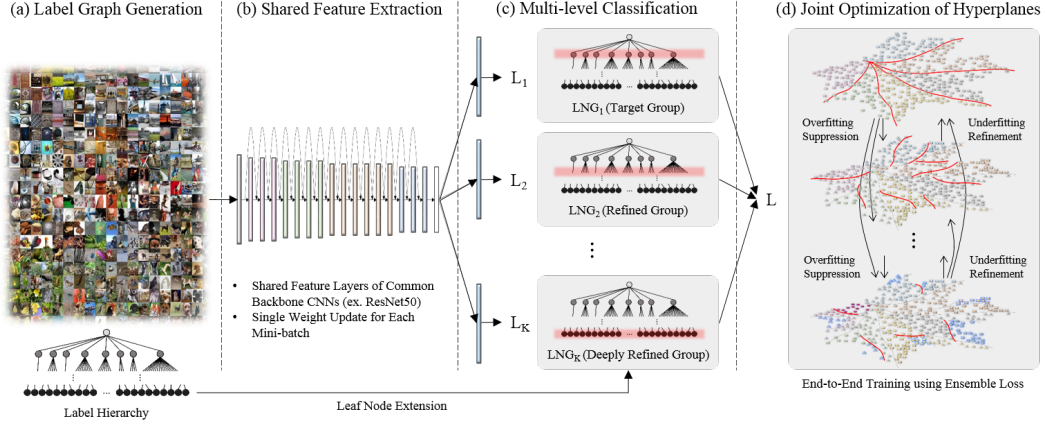 (a) Label Graph Generation
(b) Shared Feature Extraction
(c) Multi-level Classification
(d) Joint Optimization of Hyperplanes
Label Hierarchy
Leaf Node Extension
• Shared Feature Layers of Common
Backbone CNNs (ex. ResNet50)
• Single Weight Update for Each
Mini-batch
L1
L2
LK
LNG1 (Target Group)
LNG2 (Refined Group)
LNGK (Deeply Refined Group)
L
Overfitting
Suppression
Underfitting
Refinement
Overfitting
Suppression
Underfitting
Refinement
End-to-End Training using Ensemble Loss